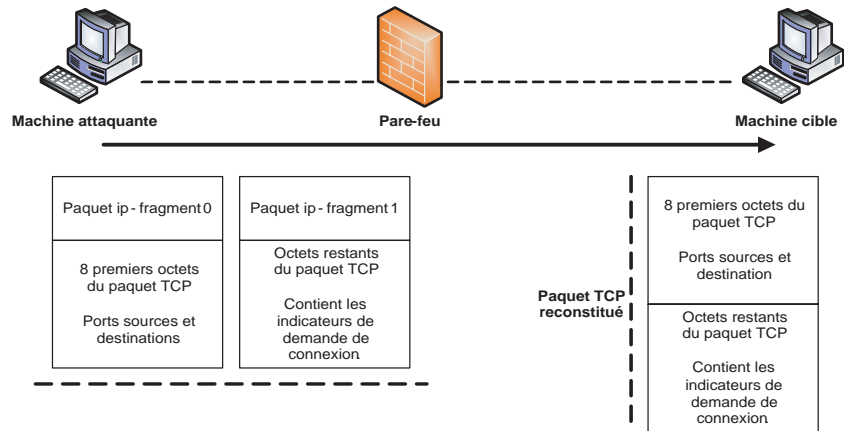 Machine attaquante
Pare-feu
Machine cible
Paquet ip - fragment 0
8 premiers octets
du paquet TCP
Ports sources et
destinations
Paquet ip - fragment 1
Octets restants
du paquet TCP
Contient les
indicateurs de
demande de
connexion.
Paquet TCP
reconstitué
8 premiers octets du
paquet TCP
Ports sources et
destination
Octets restants
du paquet TCP
Contient les
indicateurs de
demande de
connexion.